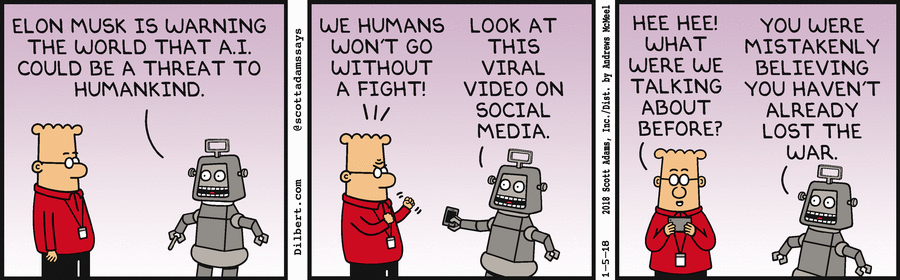 ELON MUSK IS WARNING
THE WORLD THAT A.I.
COULD BE A THREAT TO
HUMANKIND.
Dilbert.com @scottadamssays
WE HUMANS
WON'T GO
WITHOUT
A FIGHT!
LOOK AT
THIS
VIRAL
VIDEO ON
SOCIAL
MEDIA.
1-5-18 2018 Scott Adams, Inc./Dist. by Andrews McMeel
HEE HEE!
WHAT
WERE WE
TALKING
ABOUT
BEFORE?
YOU WERE
MISTAKENLY
BELIEVING
YOU HAVEN'T
ALREADY
LOST THE
WAR.